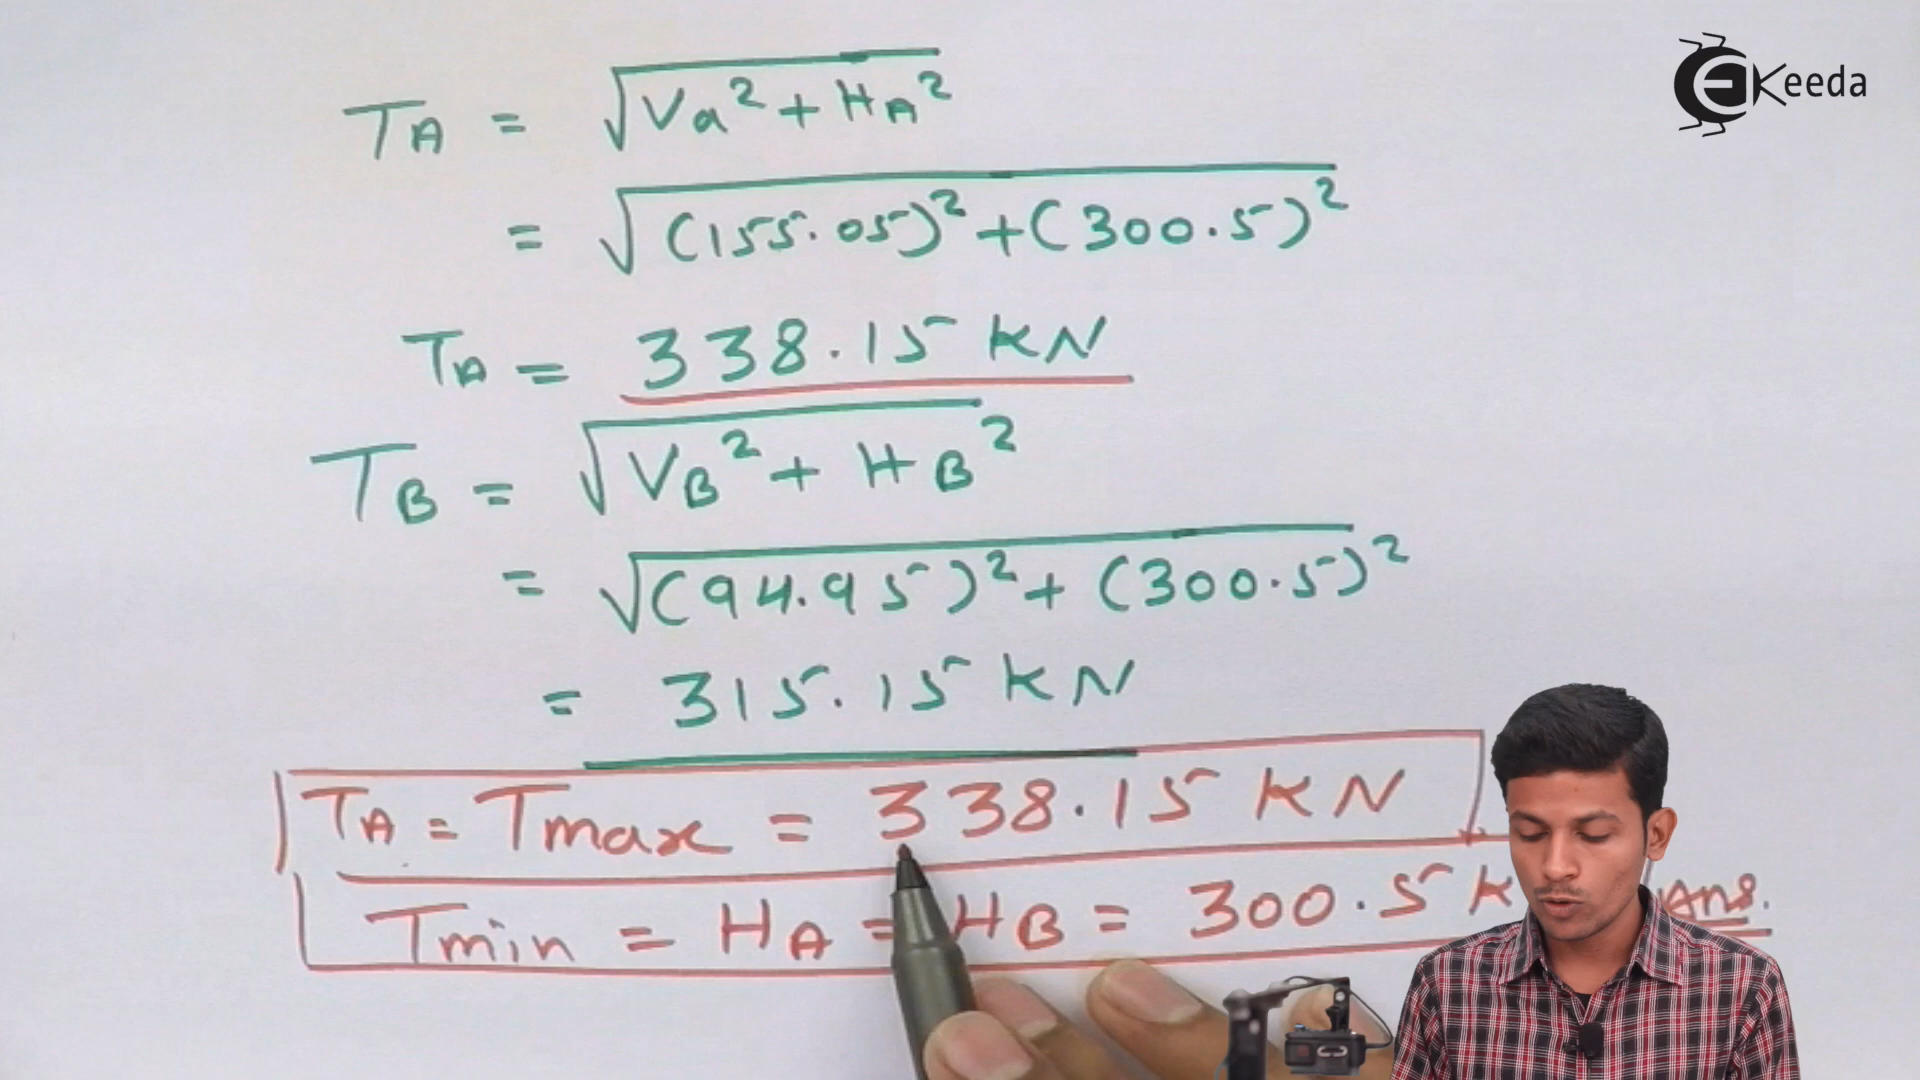 EKeeda
TA = √Va² + HA²
= √(155.05)² + (300.5)²
TA = 338.15 KN
TB = √VB² + HB²
= √(94.95)² + (300.5)²
= 315.15 KN
TA = Tmax = 338.15 KN
Tmin = HA = HB = 300.5 K Ans.